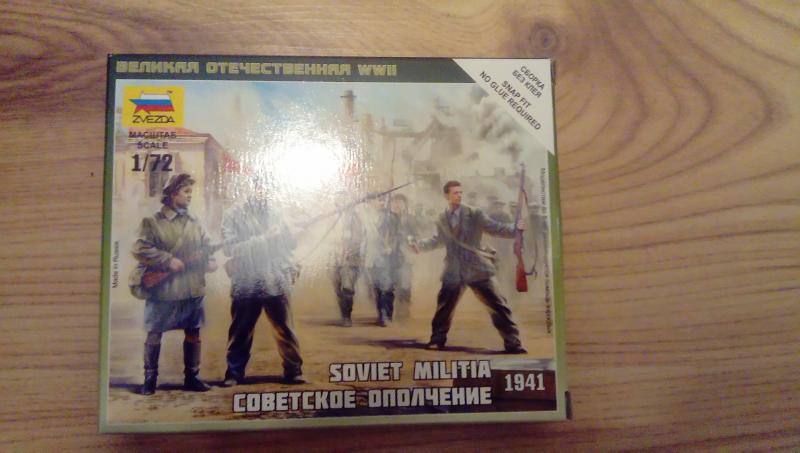 ВЕЛИКАЯ ОТЕЧЕСТВЕННАЯ WWII
СБОРКА
БЕЗ КЛЕЯ
SNAP FIT
NO GLUE REQUIRED
ZVEZDA
МАСШТАБ
SCALE
1/72
Made in Russia
SOVIET MILITIA
СОВЕТСКОЕ ОПОЛЧЕНИЕ
1941